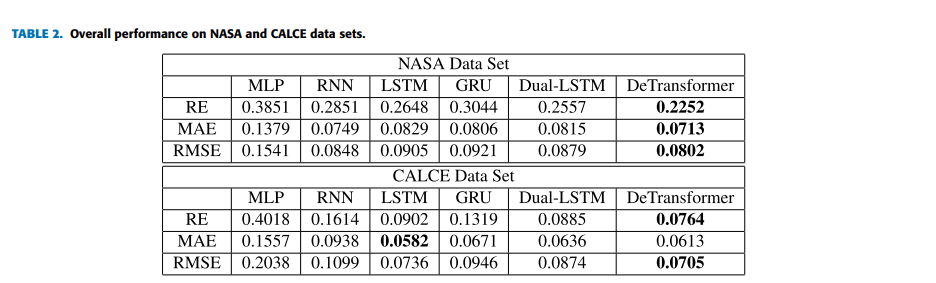 TABLE 2. Overall performance on NASA and CALCE data sets.
NASA Data Set
MLP RNN LSTM GRU Dual-LSTM DeTransformer
RE 0.3851 0.2851 0.2648 0.3044 0.2557 0.2252
MAE 0.1379 0.0749 0.0829 0.0806 0.0815 0.0713
RMSE 0.1541 0.0848 0.0905 0.0921 0.0879 0.0802
CALCE Data Set
MLP RNN LSTM GRU Dual-LSTM DeTransformer
RE 0.4018 0.1614 0.0902 0.1319 0.0885 0.0764
MAE 0.1557 0.0938 0.0582 0.0671 0.0636 0.0613
RMSE 0.2038 0.1099 0.0736 0.0946 0.0874 0.0705